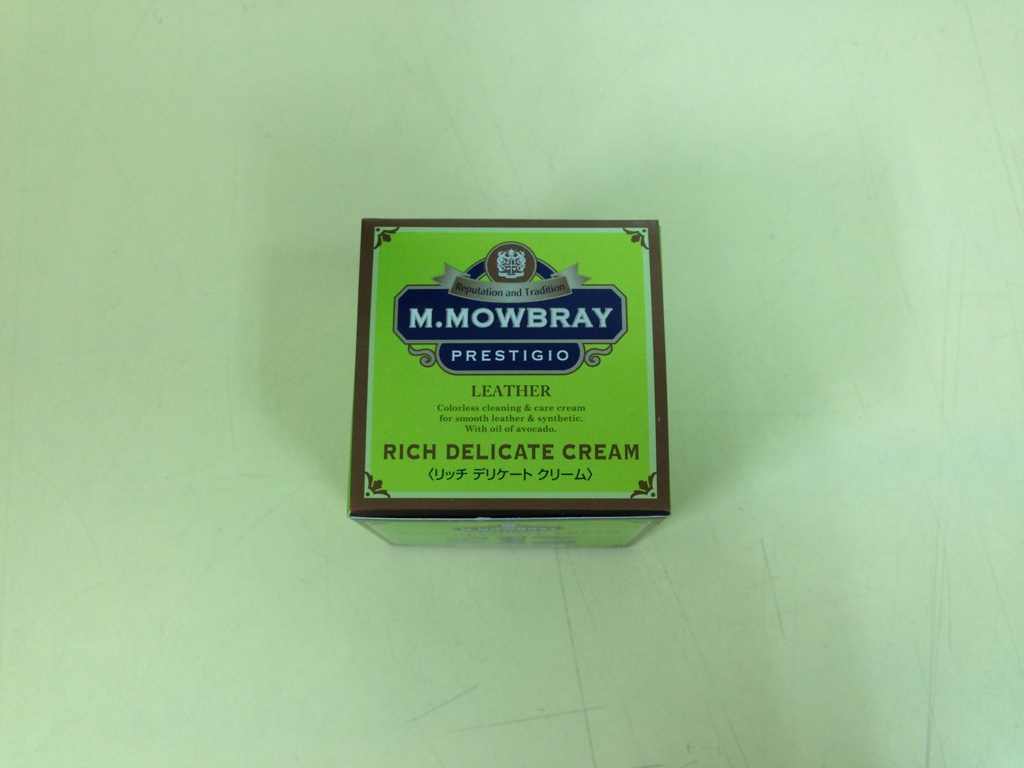 Reputation and Tradition
M.MOWBRAY
PRESTIGIO
LEATHER
Colorless cleaning & care cream
for smooth leather & synthetic.
With oil of avocado.
RICH DELICATE CREAM
〈リッチ デリケート クリーム〉